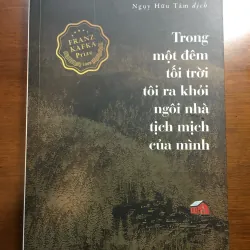 Ngụy Hữu Tâm dịch
FRANZ
KAFKA
PRIZE
Trong
một đêm
tối trời
tôi ra khỏi
ngôi nhà
tịch mịch
của mình